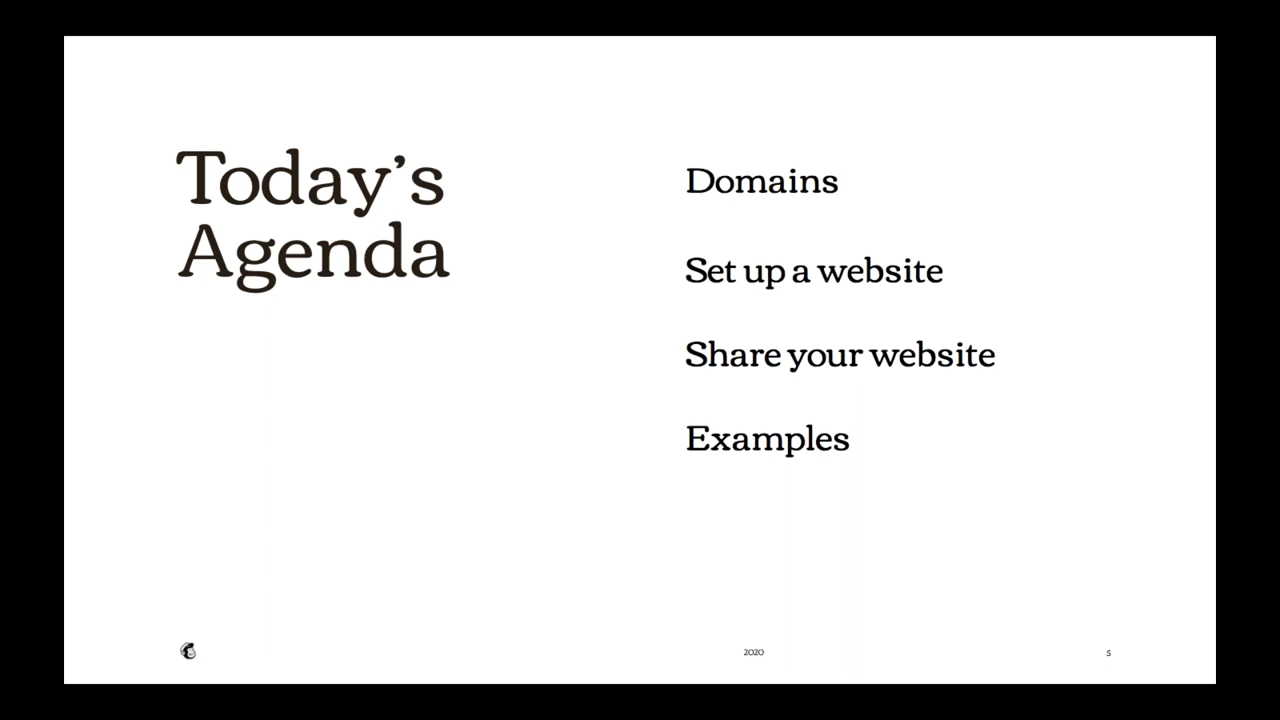 Today’s
Agenda
Domains
Set up a website
Share your website
Examples
2020
5